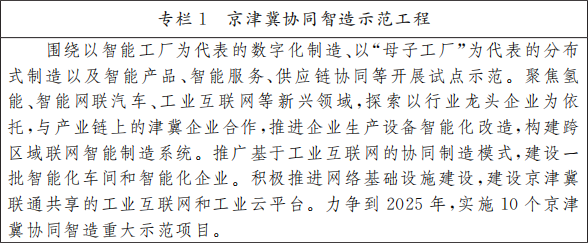 专栏1 京津冀协同智造示范工程
围绕以智能工厂为代表的数字化制造、以“母子工厂”为代表的分布
式制造以及智能产品、智能服务、供应链协同等开展试点示范。聚焦氢
能、智能网联汽车、工业互联网等新兴领域，探索以行业龙头企业为依
托，与产业链上的津冀企业合作，推进企业生产设备智能化改造，构建跨
区域联网智能制造系统。推广基于工业互联网的协同制造模式，建设一
批智能化车间和智能化企业。积极推进网络基础设施建设，建设京津冀
联通共享的工业互联网和工业云平台。力争到2025年，实施10个京津
冀协同智造重大示范项目。